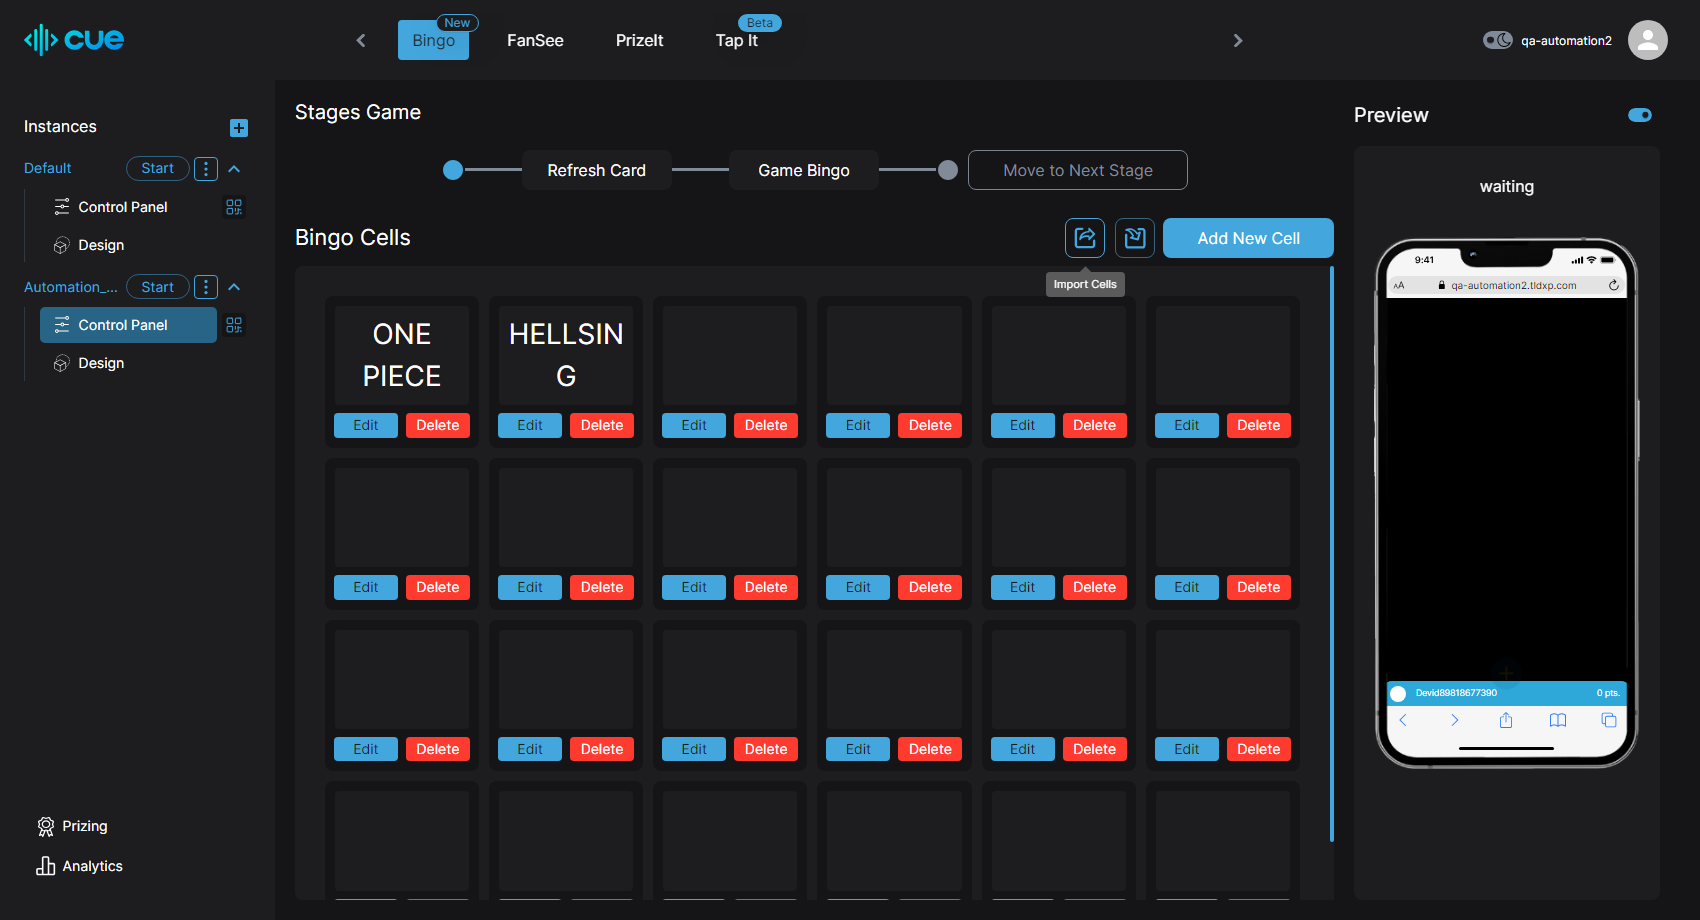 cue
Bingo
New
FanSee
PrizeIt
Tap It
Beta
qa-automation2
Instances
Default
Start
Control Panel
Design
Automation_...
Start
Control Panel
Design
Prizing
Analytics
Stages Game
Refresh Card
Game Bingo
Move to Next Stage
Bingo Cells
Add New Cell
Import Cells
ONE
PIECE
HELLSIN
G
Edit Delete Edit Delete Edit Delete Edit Delete Edit Delete Edit Delete
Edit Delete Edit Delete Edit Delete Edit Delete Edit Delete Edit Delete
Edit Delete Edit Delete Edit Delete Edit Delete Edit Delete Edit Delete
Preview
waiting
9:41
AA qa-automation2.tldxp.com
Devid89818677390 0 pts.